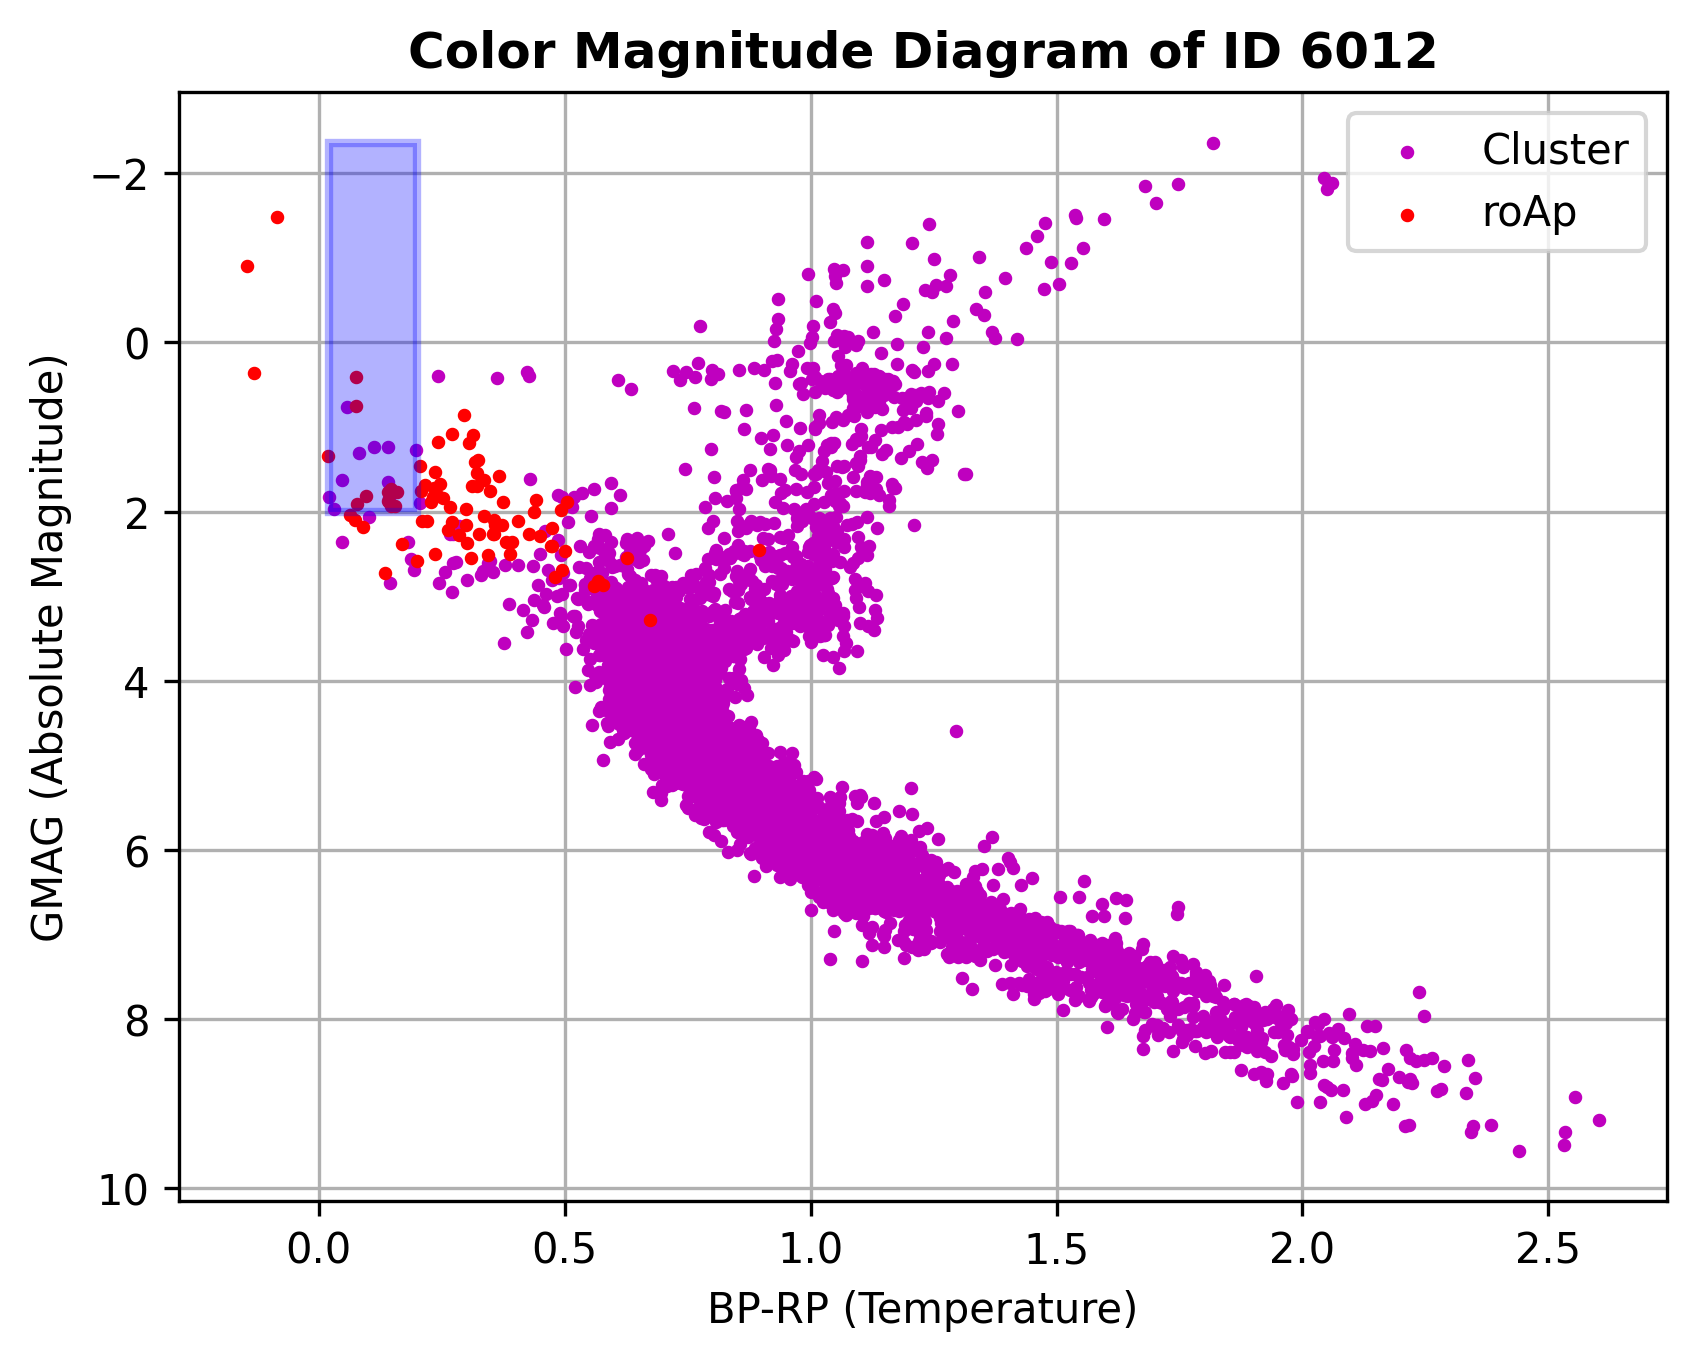 Color Magnitude Diagram of ID 6012
Cluster
roAp
GMAG (Absolute Magnitude)
−2
0
2
4
6
8
10
0.0 0.5 1.0 1.5 2.0 2.5
BP-RP (Temperature)